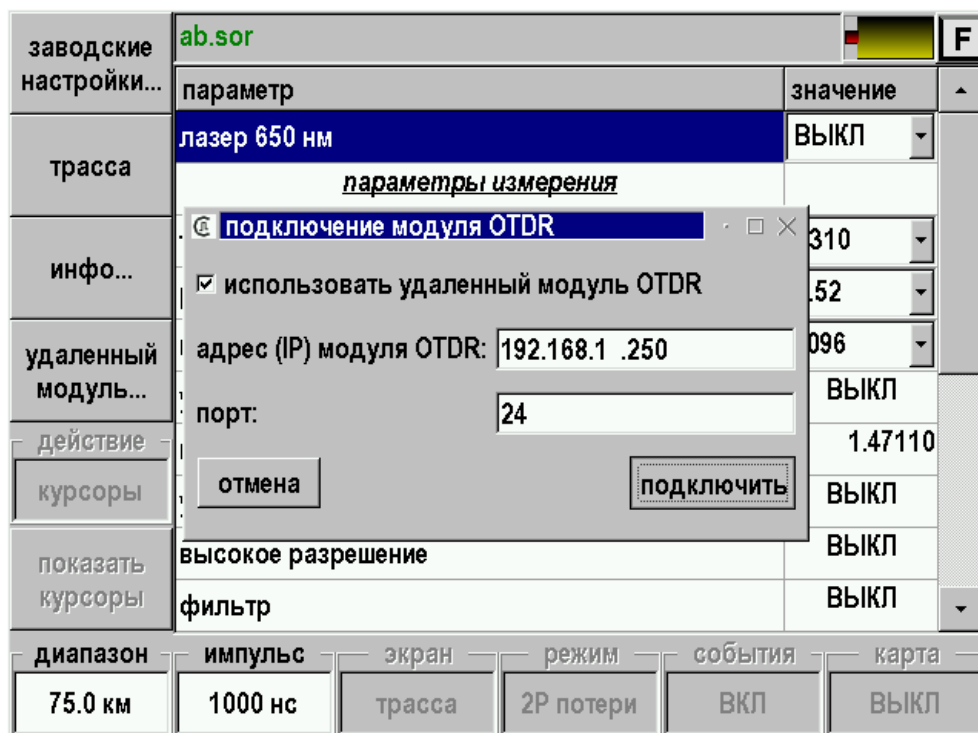 заводские настройки...
ab.sor
F
параметр значение
трасса
лазер 650 нм ВЫКЛ
параметры измерения
подключение модуля OTDR
инфо...
310
использовать удаленный модуль OTDR
.52
удаленный модуль...
адрес (IP) модуля OTDR: 192.168.1 .250
096
ВЫКЛ
порт: 24
действие
1.47110
курсоры
отмена
подключить
ВЫКЛ
показать курсоры
высокое разрешение ВЫКЛ
фильтр ВЫКЛ
диапазон импульс экран режим события карта
75.0 км 1000 нс трасса 2P потери ВКЛ ВЫКЛ